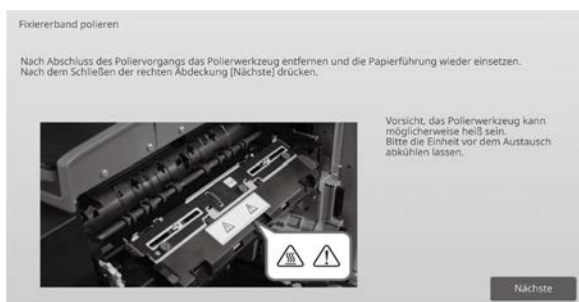 Fixiererband polieren
Nach Abschluss des Poliervorgangs das Polierwerkzeug entfernen und die Papierführung wieder einsetzen.
Nach dem Schließen der rechten Abdeckung [Nächste] drücken.
Vorsicht, das Polierwerkzeug kann
möglicherweise heiß sein.
Bitte die Einheit vor dem Austausch
abkühlen lassen.
Nächste